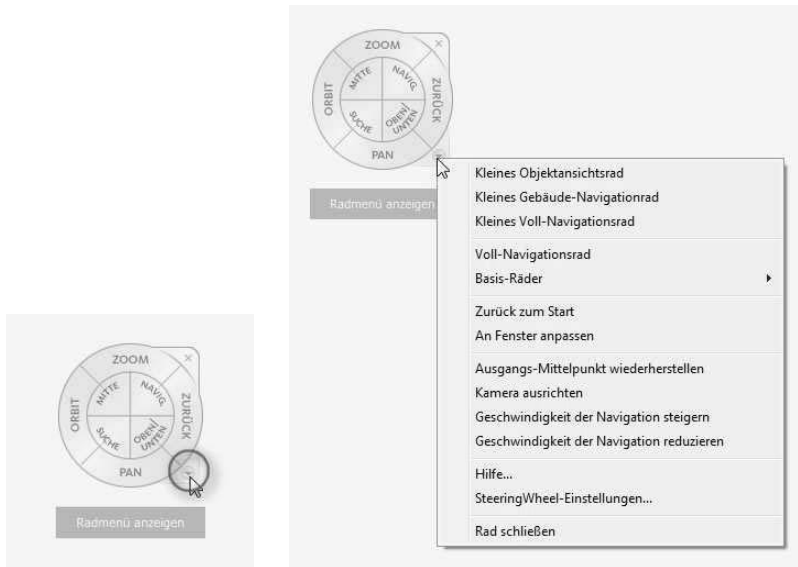 ZOOM
MITTE
NAVIG.
ORBIT
ZURÜCK
SUCHE
OBEN/
UNTEN
PAN
Radmenü anzeigen
ZOOM
MITTE
NAVIG.
ORBIT
ZURÜCK
SUCHE
OBEN/
UNTEN
PAN
Radmenü anzeigen
Kleines Objektansichtsrad
Kleines Gebäude-Navigationrad
Kleines Voll-Navigationsrad
Voll-Navigationsrad
Basis-Räder
Zurück zum Start
An Fenster anpassen
Ausgangs-Mittelpunkt wiederherstellen
Kamera ausrichten
Geschwindigkeit der Navigation steigern
Geschwindigkeit der Navigation reduzieren
Hilfe...
SteeringWheel-Einstellungen...
Rad schließen